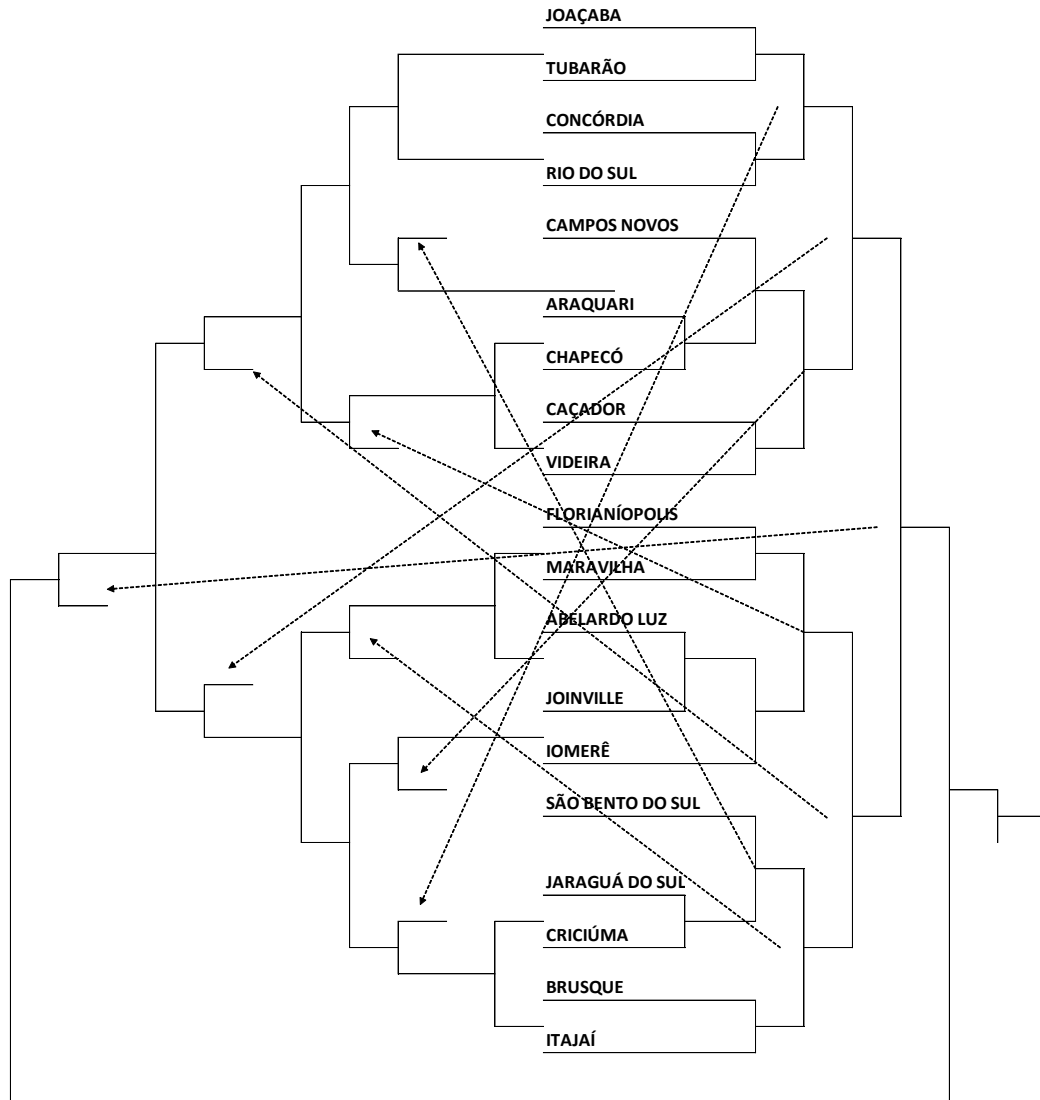 JOAÇABA
TUBARÃO
CONCÓRDIA
RIO DO SUL
CAMPOS NOVOS
ARAQUARI
CHAPECÓ
CAÇADOR
VIDEIRA
FLORIANÍOPOLIS
MARAVILHA
ABELARDO LUZ
JOINVILLE
IOMERÊ
SÃO BENTO DO SUL
JARAGUÁ DO SUL
CRICIÚMA
BRUSQUE
ITAJAÍ